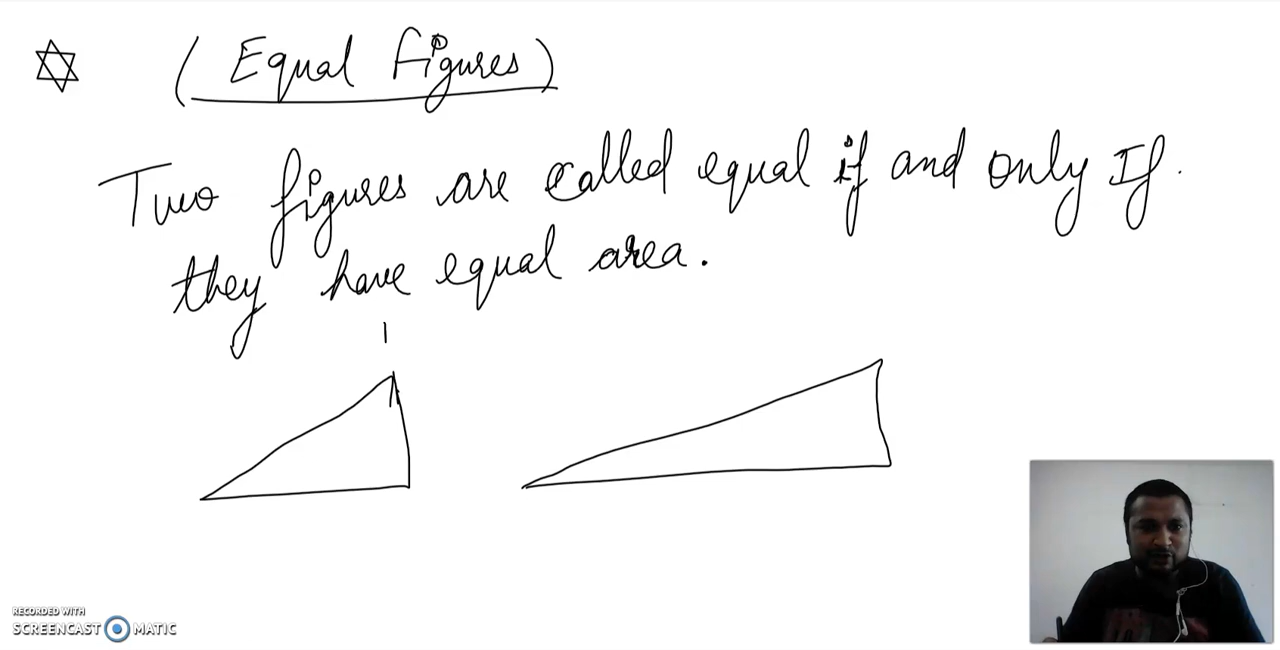 (Equal figures)
Two figures are called equal if and only If
they have equal area.
RECORDED WITH
SCREENCAST MATIC